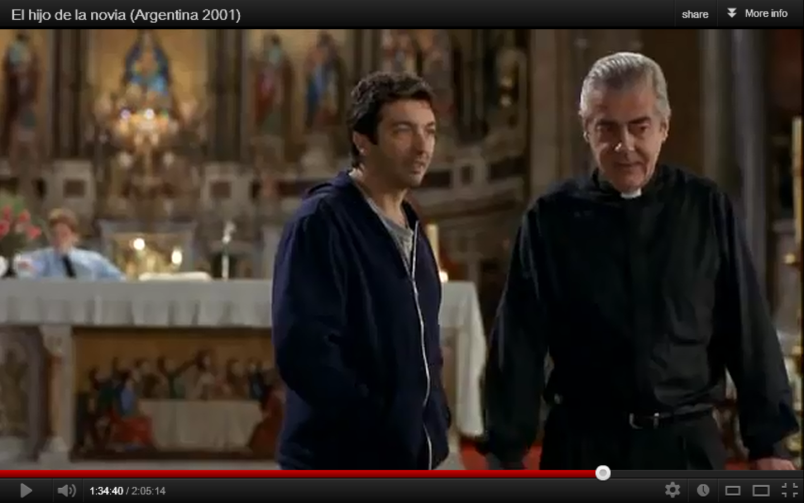 El hijo de la novia (Argentina 2001)
share
More info
1:34:40 / 2:05:14